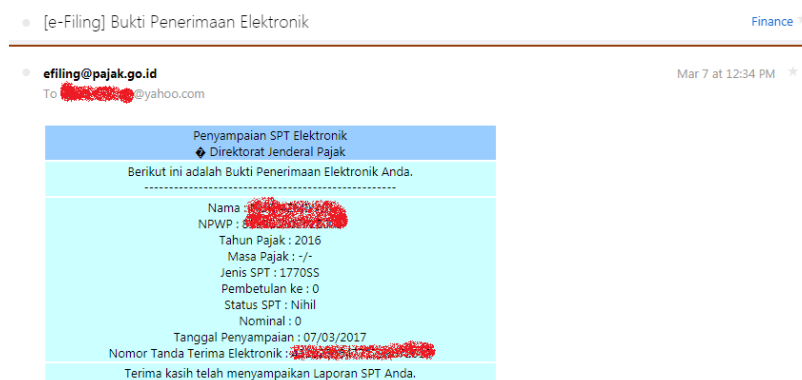 [e-Filing] Bukti Penerimaan Elektronik
Finance
efiling@pajak.go.id
Mar 7 at 12:34 PM
To @yahoo.com
Penyampaian SPT Elektronik
� Direktorat Jenderal Pajak
Berikut ini adalah Bukti Penerimaan Elektronik Anda.
--------------------------------------------------
Nama :
NPWP :
Tahun Pajak : 2016
Masa Pajak : -/-
Jenis SPT : 1770SS
Pembetulan ke : 0
Status SPT : Nihil
Nominal : 0
Tanggal Penyampaian : 07/03/2017
Nomor Tanda Terima Elektronik :
Terima kasih telah menyampaikan Laporan SPT Anda.